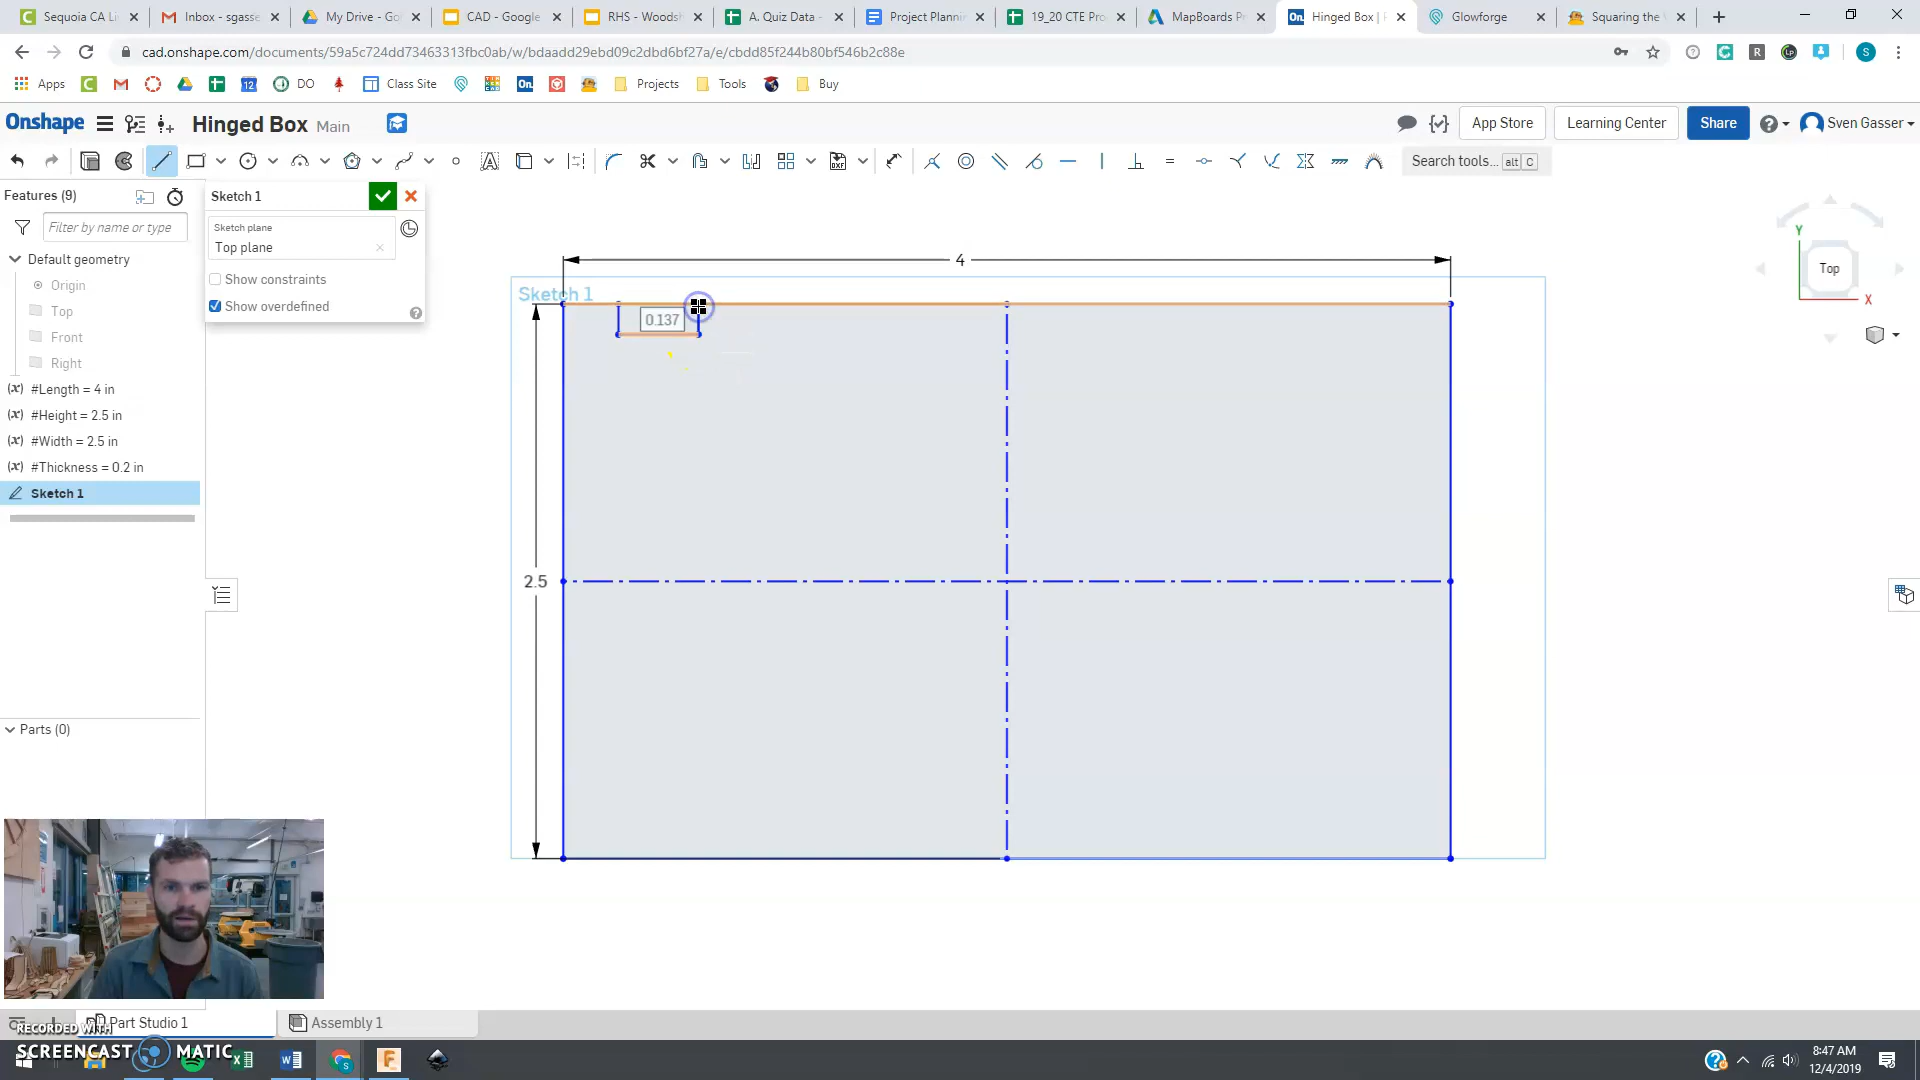 Sequoia CA Li
Inbox - sgasse
My Drive - Go
CAD - Google
RHS - Woodsh
A. Quiz Data -
Project Plannin
19_20 CTE Pro
MapBoards P
Hinged Box |
Glowforge
Squaring the
cad.onshape.com/documents/59a5c724dd73463313fbc0ab/w/bdaadd29ebd09c2dbd6bf27a/e/cbdd85f244b80bf546b2c88e
Apps
DO
Class Site
Projects
Tools
Buy
Onshape
Hinged Box Main
App Store
Learning Center
Share
Sven Gasser
Search tools... alt C
Features (9)
Filter by name or type
Default geometry
Origin
Top
Front
Right
(x) #Length = 4 in
(x) #Height = 2.5 in
(x) #Width = 2.5 in
(x) #Thickness = 0.2 in
Sketch 1
Parts (0)
Sketch 1
Sketch plane
Top plane
Show constraints
Show overdefined
4
Sketch 1
0.137
2.5
Y
Top
X
Part Studio 1
Assembly 1
RECORDED WITH
SCREENCAST MATIC
8:47 AM
12/4/2019